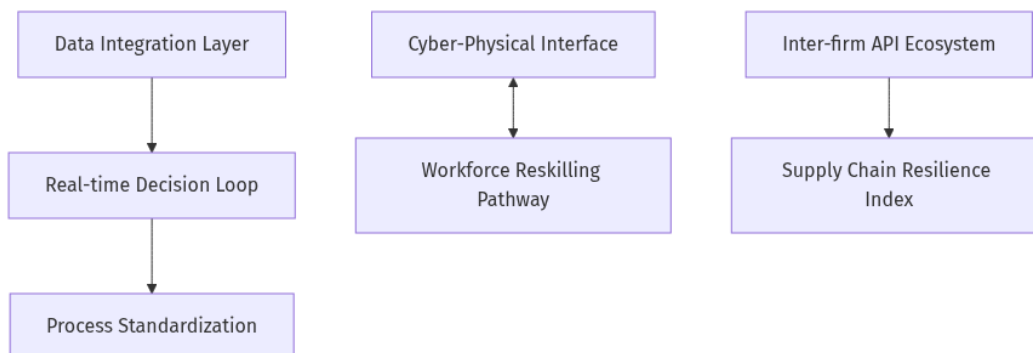 Data Integration Layer
Cyber-Physical Interface
Inter-firm API Ecosystem
Real-time Decision Loop
Workforce Reskilling
Pathway
Supply Chain Resilience
Index
Process Standardization